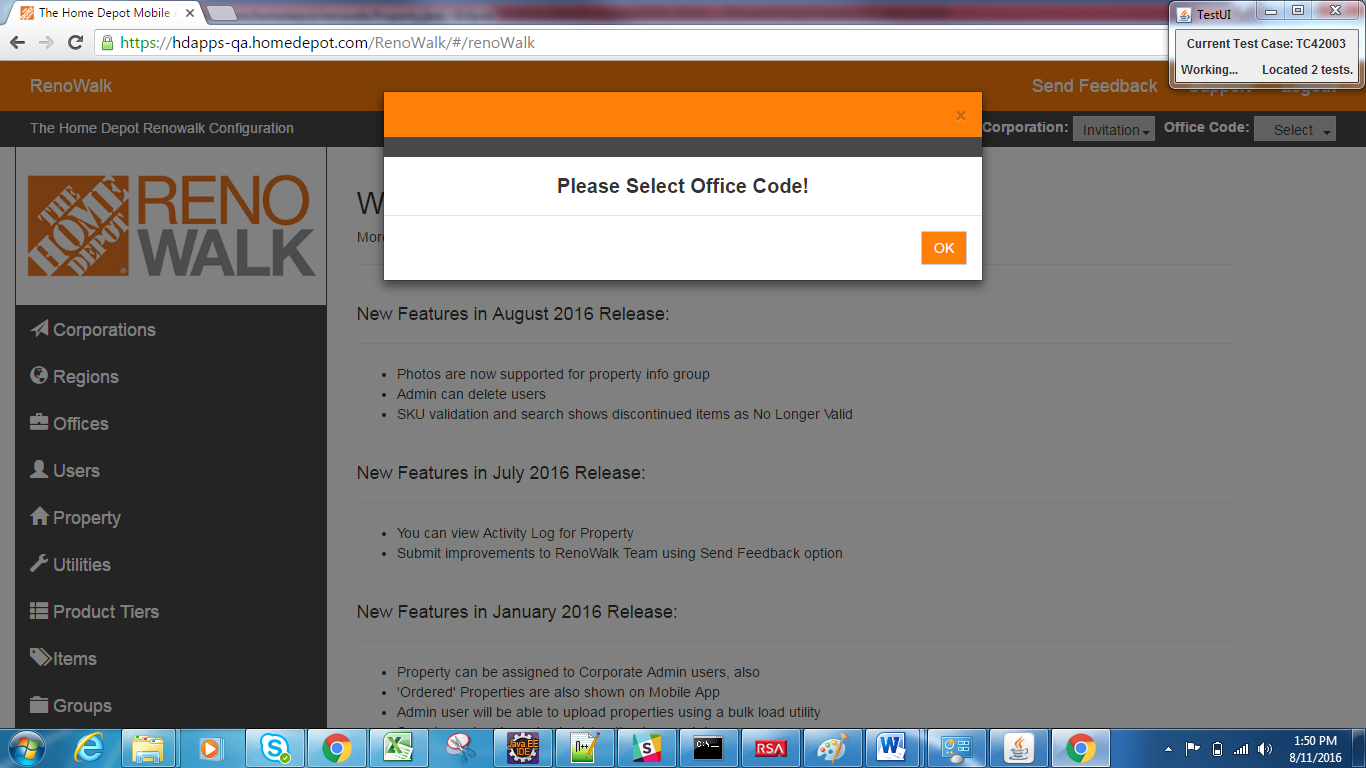 The Home Depot Mobile
TestUI
Current Test Case: TC42003
Working... Located 2 tests.
https://hdapps-qa.homedepot.com/RenoWalk/#/renoWalk
RenoWalk
Send Feedback
Support
Logout
The Home Depot Renowalk Configuration
Corporation: Invitation
Office Code: Select
×
Please Select Office Code!
OK
THE HOME DEPOT
RENO WALK
W
More
New Features in August 2016 Release:
Photos are now supported for property info group
Admin can delete users
SKU validation and search shows discontinued items as No Longer Valid
New Features in July 2016 Release:
You can view Activity Log for Property
Submit improvements to RenoWalk Team using Send Feedback option
New Features in January 2016 Release:
Property can be assigned to Corporate Admin users, also
'Ordered' Properties are also shown on Mobile App
Admin user will be able to upload properties using a bulk load utility
Corporations
Regions
Offices
Users
Property
Utilities
Product Tiers
Items
Groups
Java EE IDE
C:\
RSA
1:50 PM
8/11/2016